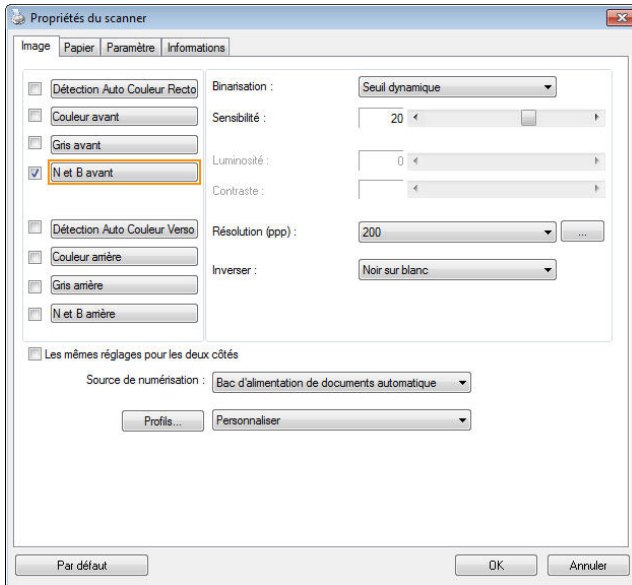 Propriétés du scanner
Image Papier Paramètre Informations
Détection Auto Couleur Recto
Couleur avant
Gris avant
N et B avant
Détection Auto Couleur Verso
Couleur arrière
Gris arrière
N et B arrière
Binarisation : Seuil dynamique
Sensibilité : 20
Luminosité : 0
Contraste :
Résolution (ppp) : 200 ...
Inverser : Noir sur blanc
Les mêmes réglages pour les deux côtés
Source de numérisation : Bac d'alimentation de documents automatique
Profils... Personnaliser
Par défaut OK Annuler